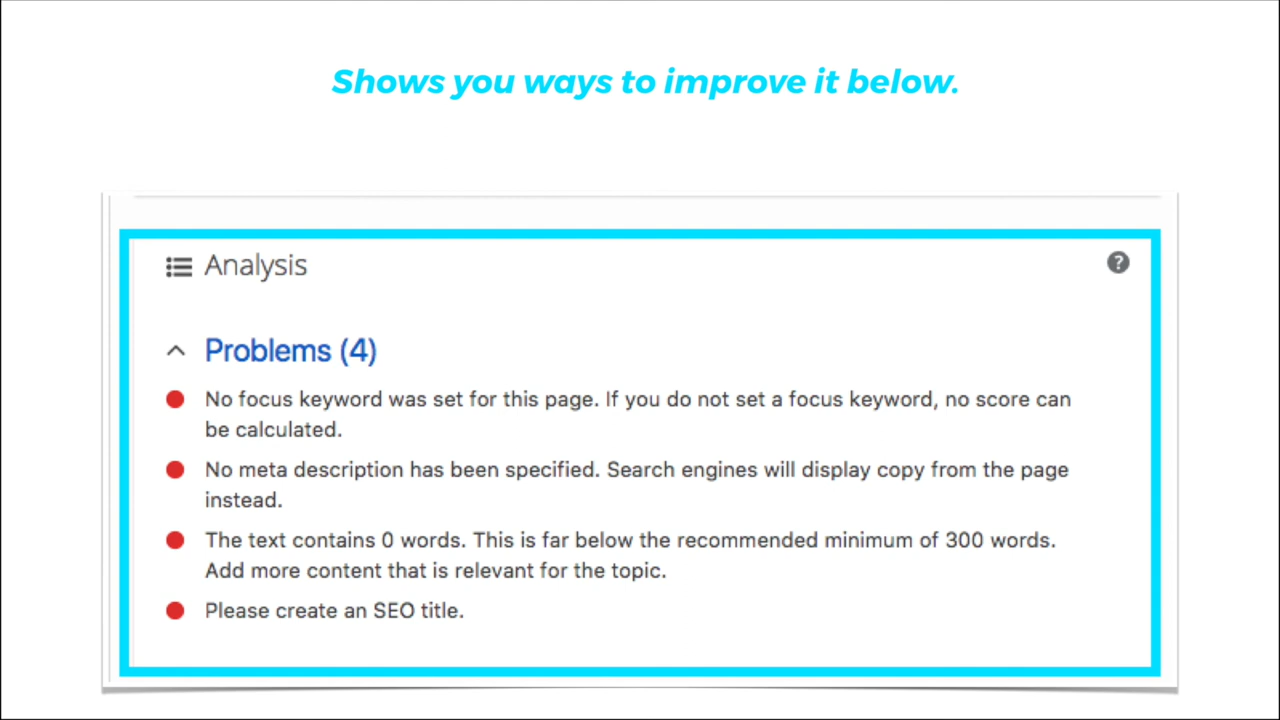 Shows you ways to improve it below.
Analysis
?
Problems (4)
No focus keyword was set for this page. If you do not set a focus keyword, no score can
be calculated.
No meta description has been specified. Search engines will display copy from the page
instead.
The text contains 0 words. This is far below the recommended minimum of 300 words.
Add more content that is relevant for the topic.
Please create an SEO title.